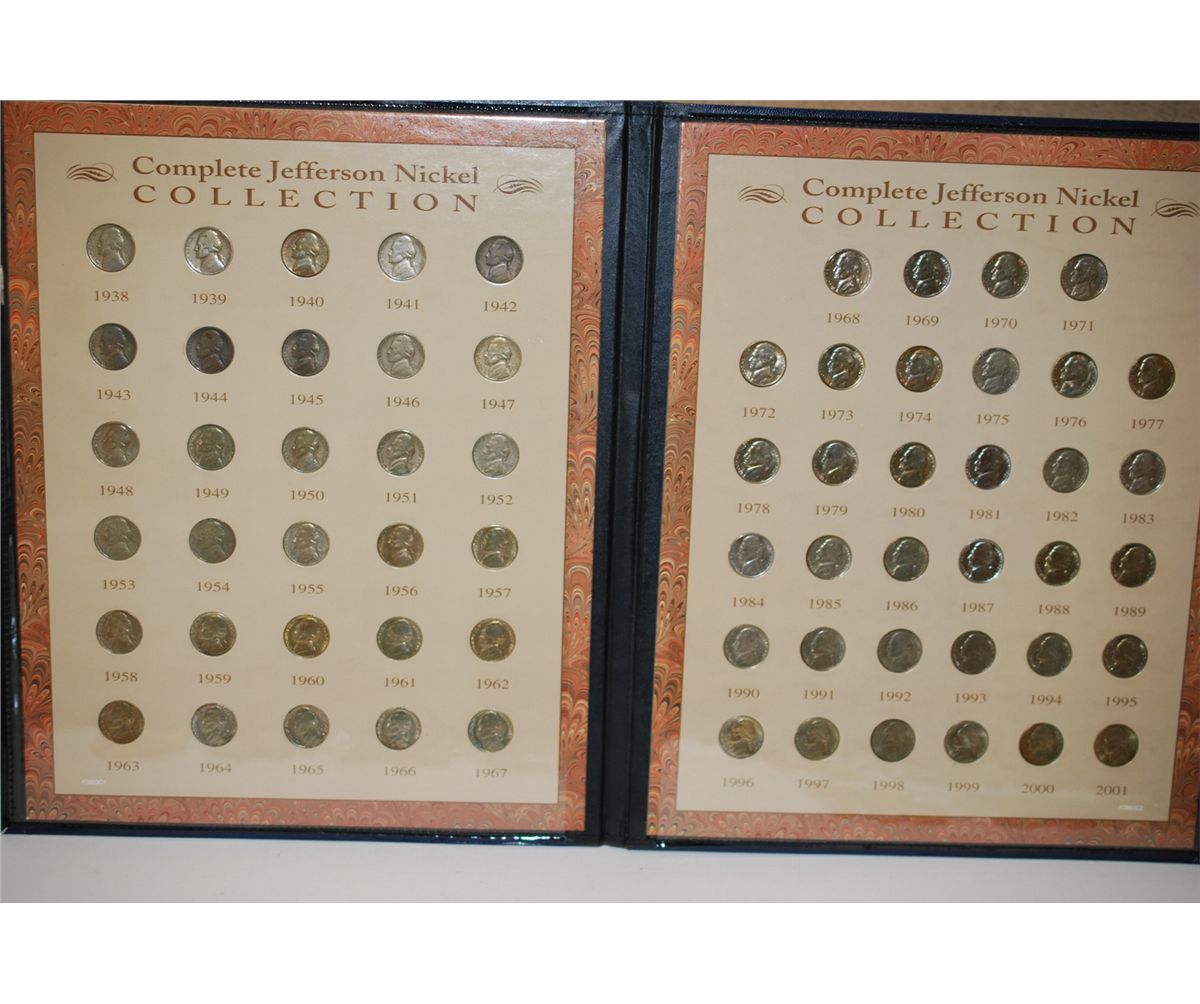 Complete Jefferson Nickel
COLLECTION
1938 1939 1940 1941 1942
1943 1944 1945 1946 1947
1948 1949 1950 1951 1952
1953 1954 1955 1956 1957
1958 1959 1960 1961 1962
1963 1964 1965 1966 1967
Complete Jefferson Nickel
COLLECTION
1968 1969 1970 1971
1972 1973 1974 1975 1976 1977
1978 1979 1980 1981 1982 1983
1984 1985 1986 1987 1988 1989
1990 1991 1992 1993 1994 1995
1996 1997 1998 1999 2000 2001